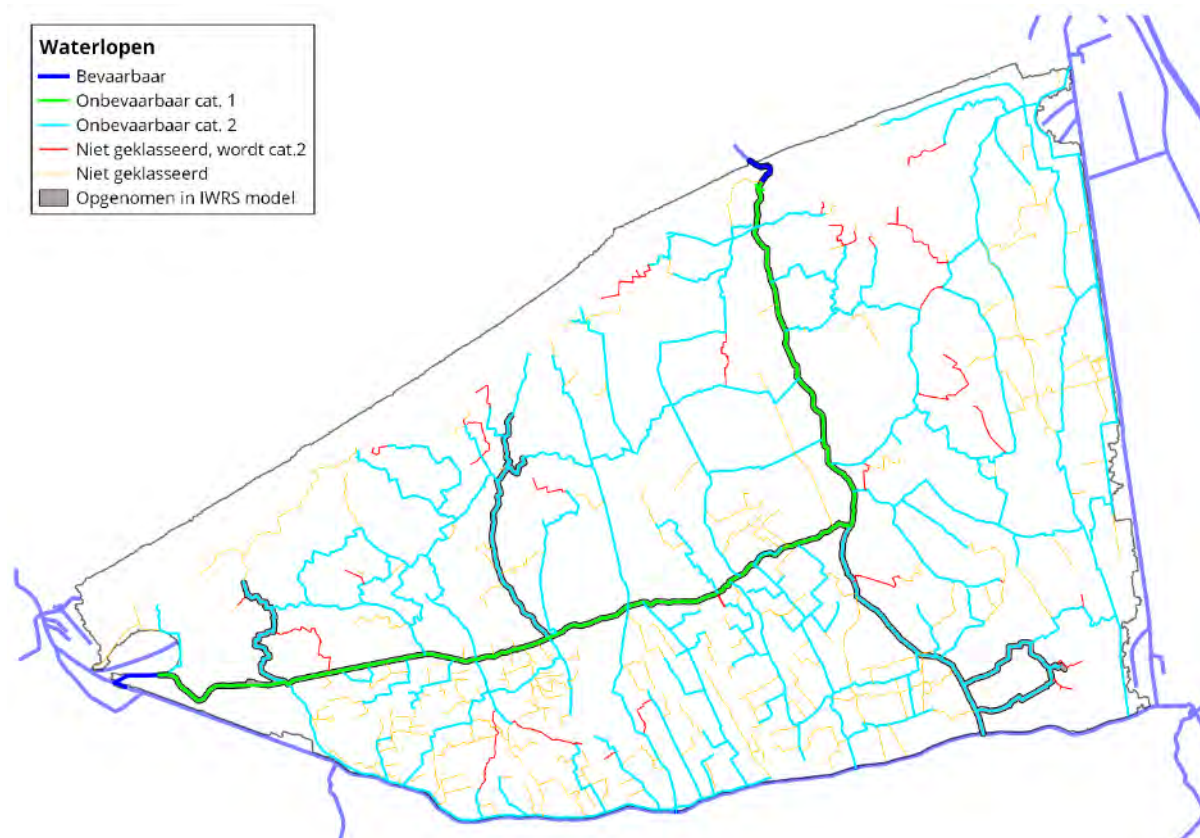 Waterlopen
Bevaarbaar
Onbevaarbaar cat. 1
Onbevaarbaar cat. 2
Niet geklasseerd, wordt cat.2
Niet geklasseerd
Opgenomen in IWRS model